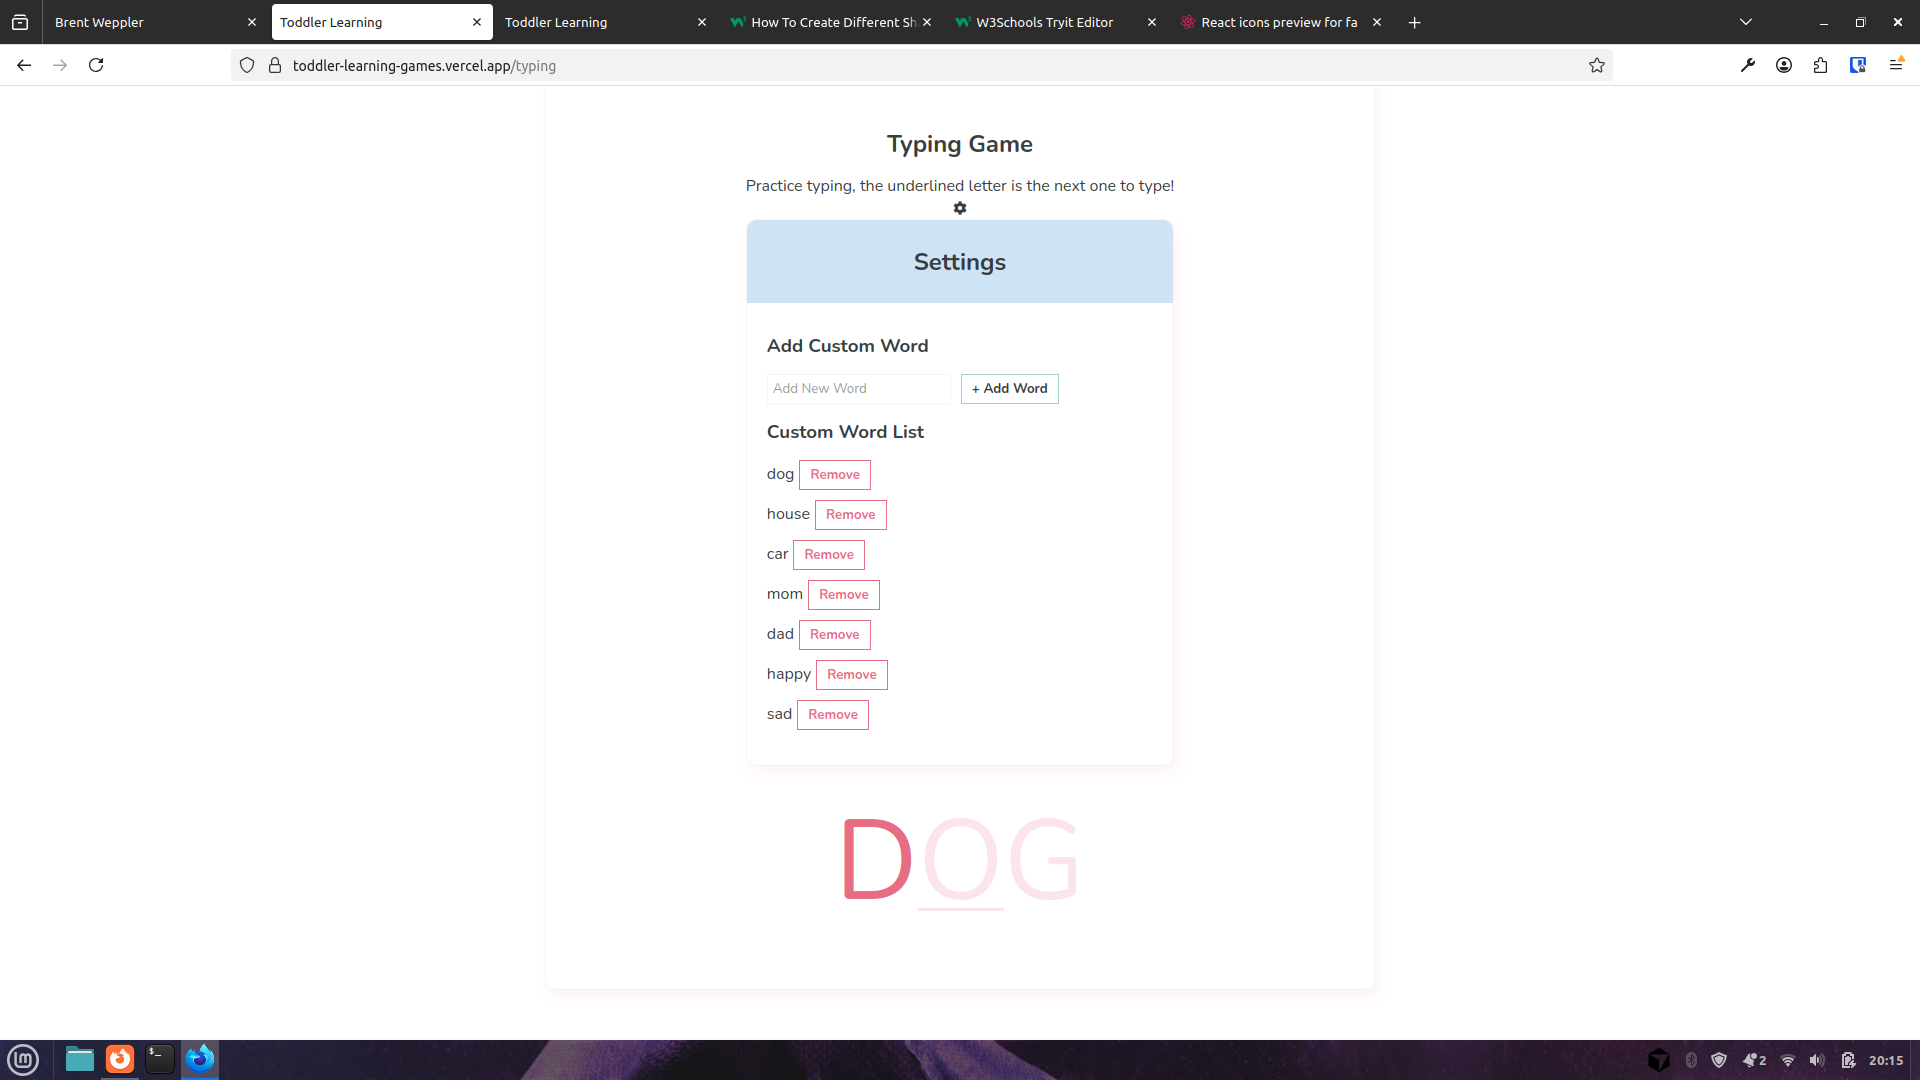 Brent Weppler
Toddler Learning
Toddler Learning
How To Create Different Sh
W3Schools Tryit Editor
React icons preview for fa
toddler-learning-games.vercel.app/typing
Typing Game
Practice typing, the underlined letter is the next one to type!
Settings
Add Custom Word
Add New Word
+ Add Word
Custom Word List
dog Remove
house Remove
car Remove
mom Remove
dad Remove
happy Remove
sad Remove
DOG
2
20:15